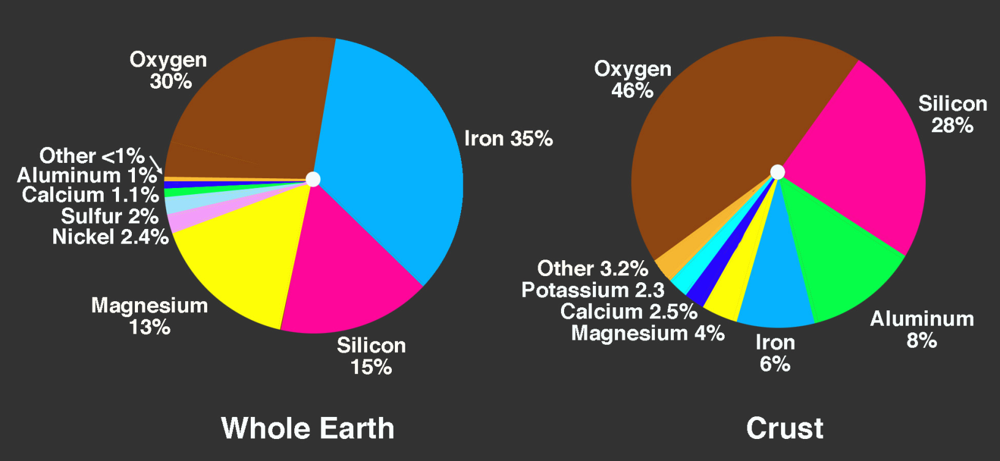 Oxygen
30%
Other <1%
Aluminum 1%
Calcium 1.1%
Sulfur 2%
Nickel 2.4%
Magnesium
13%
Silicon
15%
Iron 35%
Whole Earth
Oxygen
46%
Silicon
28%
Other 3.2%
Potassium 2.3
Calcium 2.5%
Magnesium 4%
Iron
6%
Aluminum
8%
Crust